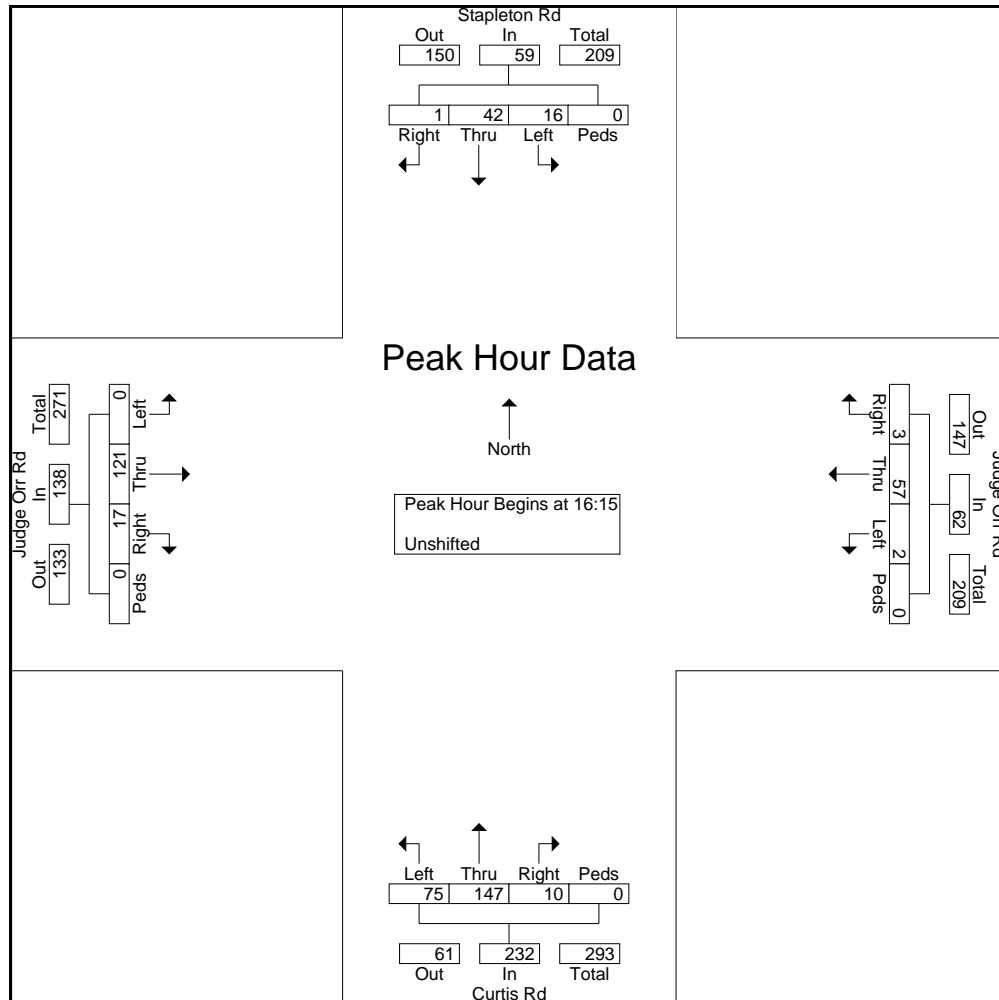 Stapleton Rd
Out In Total
150 59 209
1 42 16 0
Right Thru Left Peds
Peak Hour Data
North
Peak Hour Begins at 16:15
Unshifted
Judge Orr Rd
Total In Out
271 138 133
0 121 17 0
Left Thru Right Peds
Right Thru Left Peds
3 57 2 0
Out In Total
147 62 209
Judge Orr Rd
Left Thru Right Peds
75 147 10 0
61 232 293
Out In Total
Curtis Rd